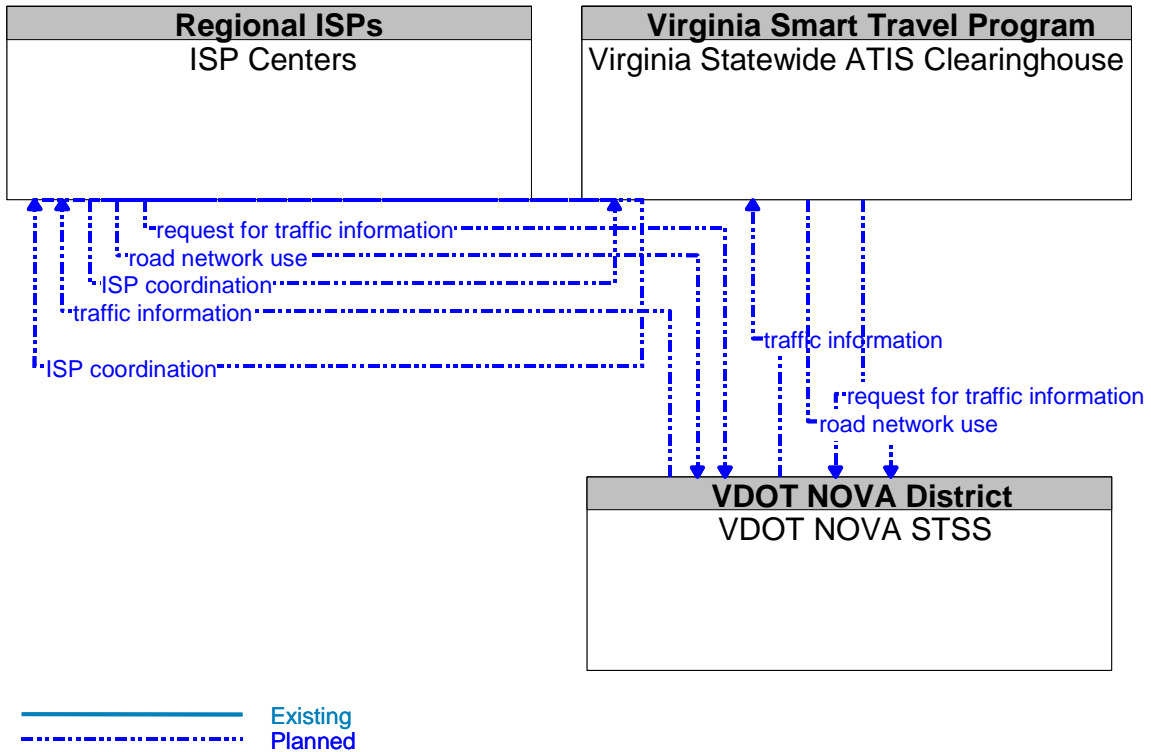 Regional ISPs
ISP Centers
Virginia Smart Travel Program
Virginia Statewide ATIS Clearinghouse
request for traffic information
road network use
ISP coordination
traffic information
traffic information
ISP coordination
request for traffic information
road network use
VDOT NOVA District
VDOT NOVA STSS
Existing
Planned